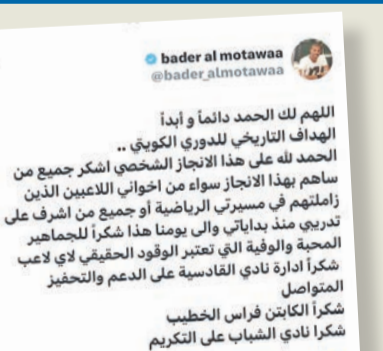 bader al motawaa
@bader_almotawaa
اللهم لك الحمد دائماً و أبداً
الهداف التاريخي للدوري الكويتي ..
الحمد لله على هذا الانجاز الشخصي اشكر جميع من
ساهم بهذا الانجاز سواء من اخواني اللاعبين الذين
زاملتهم في مسيرتي الرياضية أو جميع من اشرف على
تدريبي منذ بداياتي والى يومنا هذا شكراً للجماهير
المحبة والوفية التي تعتبر الوقود الحقيقي لاي لاعب
شكراً ادارة نادي القادسية على الدعم والتحفيز
المتواصل
شكراً الكابتن فراس الخطيب
شكرا نادي الشباب على التكريم